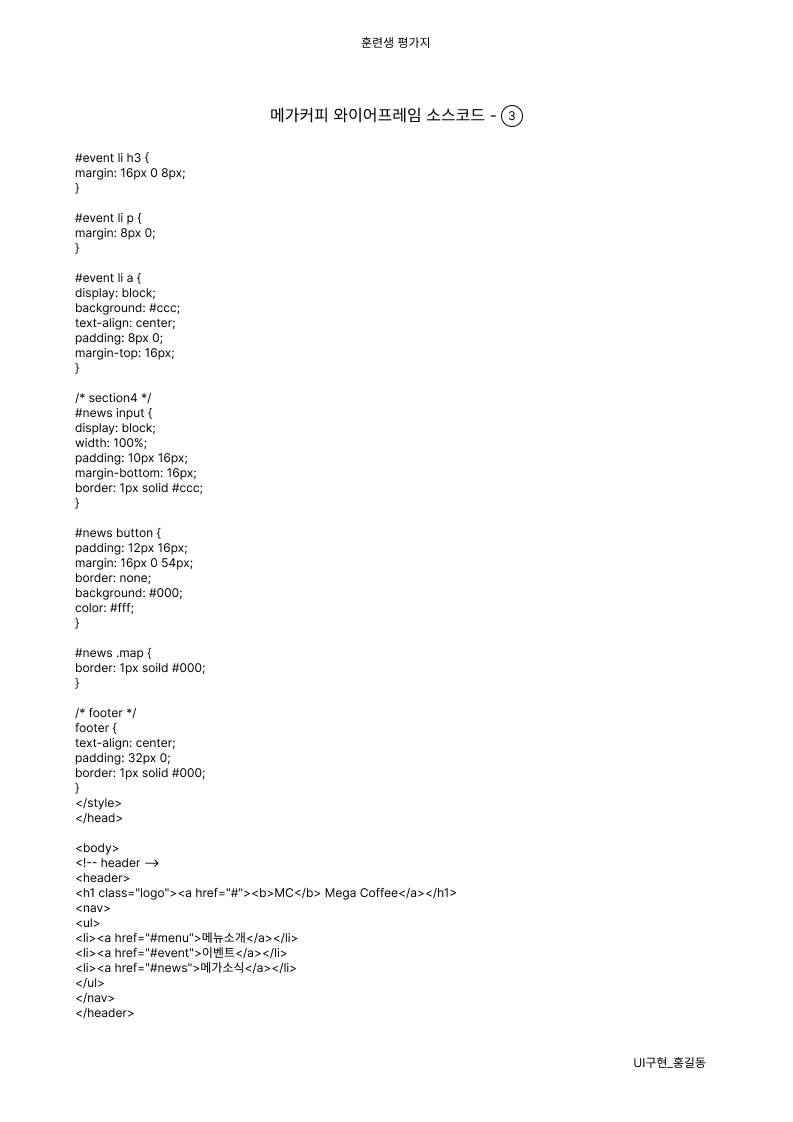 훈련생 평가지
메가커피 와이어프레임 소스코드 - ③
#event li h3 {
margin: 16px 0 8px;
}
#event li p {
margin: 8px 0;
}
#event li a {
display: block;
background: #ccc;
text-align: center;
padding: 8px 0;
margin-top: 16px;
}
/* section4 */
#news input {
display: block;
width: 100%;
padding: 10px 16px;
margin-bottom: 16px;
border: 1px solid #ccc;
}
#news button {
padding: 12px 16px;
margin: 16px 0 54px;
border: none;
background: #000;
color: #fff;
}
#news .map {
border: 1px soild #000;
}
/* footer */
footer {
text-align: center;
padding: 32px 0;
border: 1px solid #000;
}
</style>
</head>
<body>
<!-- header -->
<header>
<h1 class="logo"><a href="#"><b>MC</b> Mega Coffee</a></h1>
<nav>
<ul>
<li><a href="#menu">메뉴소개</a></li>
<li><a href="#event">이벤트</a></li>
<li><a href="#news">메가소식</a></li>
</ul>
</nav>
</header>
UI구현_홍길동